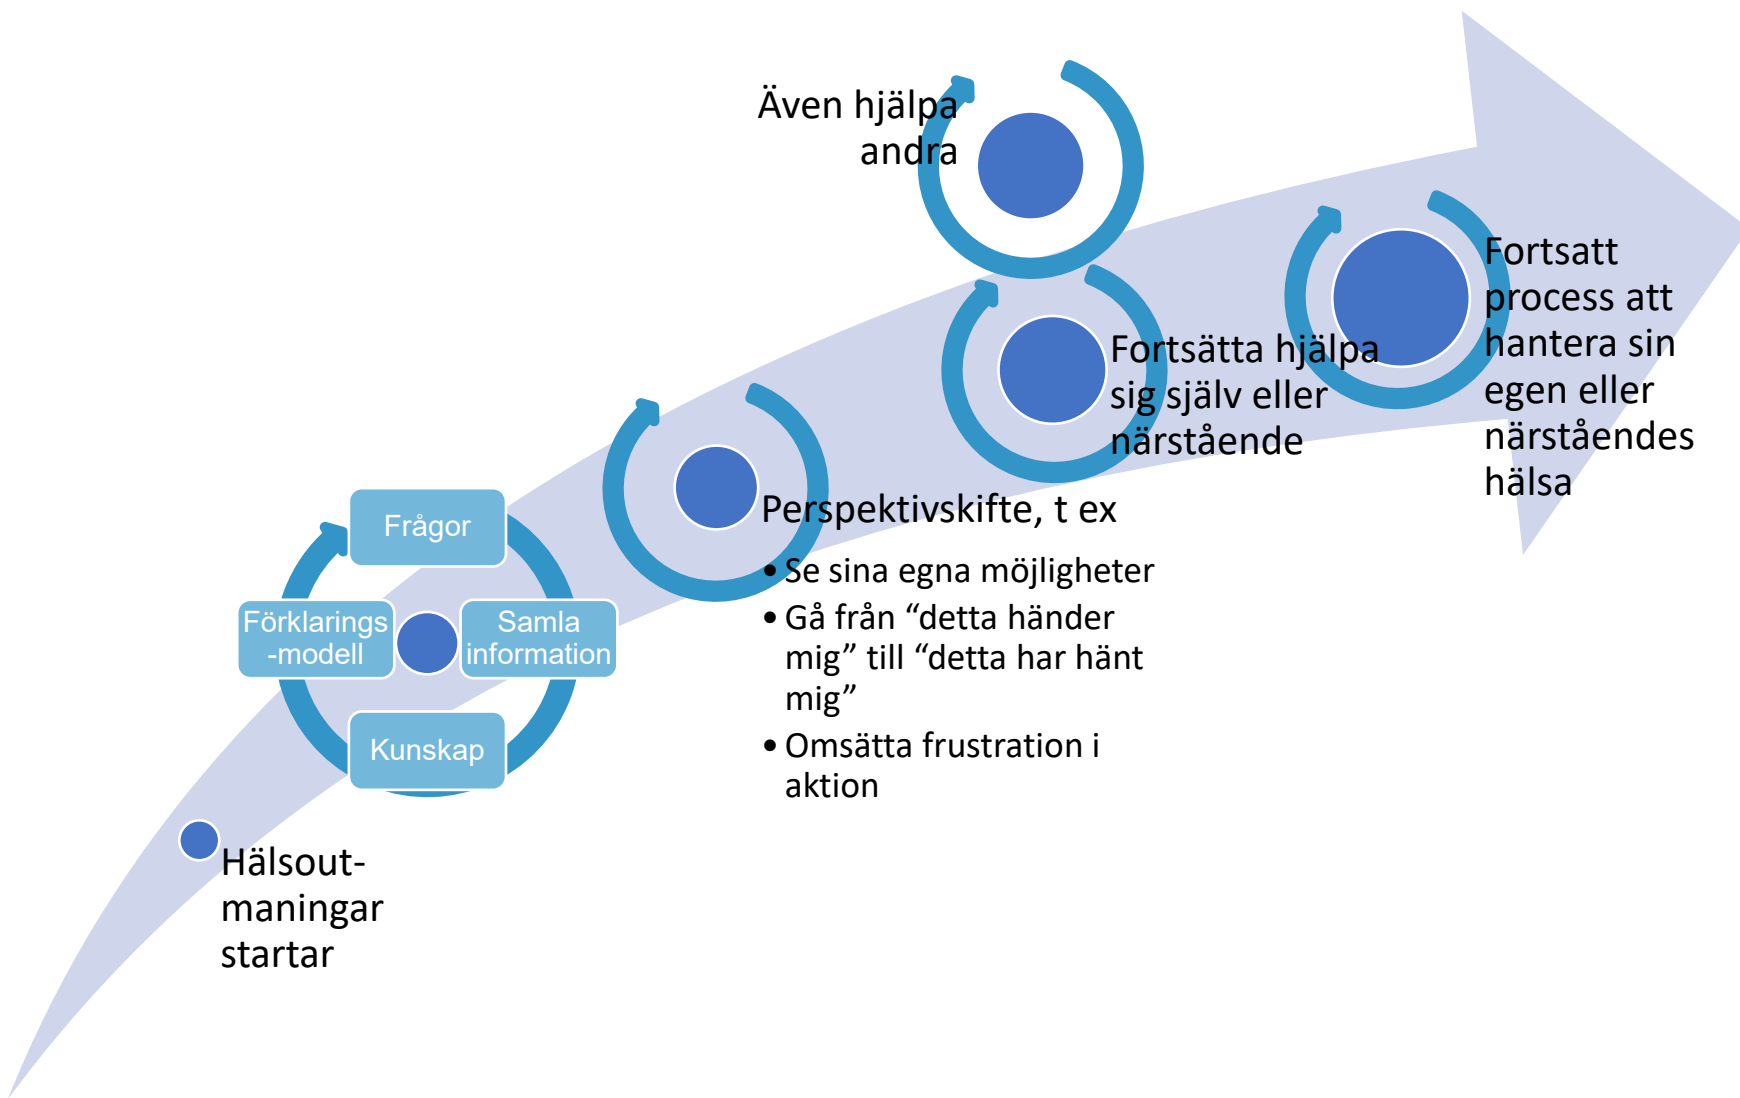 Även hjälpa
andra
Fortsatt
process att
hantera sin
egen eller
närståendes
hälsa
Fortsätta hjälpa
sig själv eller
närstående
Perspektivskifte, t ex
• Se sina egna möjligheter
• Gå från “detta händer
mig” till “detta har hänt
mig”
• Omsätta frustration i
aktion
Frågor
Förklarings
-modell
Samla
information
Kunskap
Hälsout-
maningar
startar